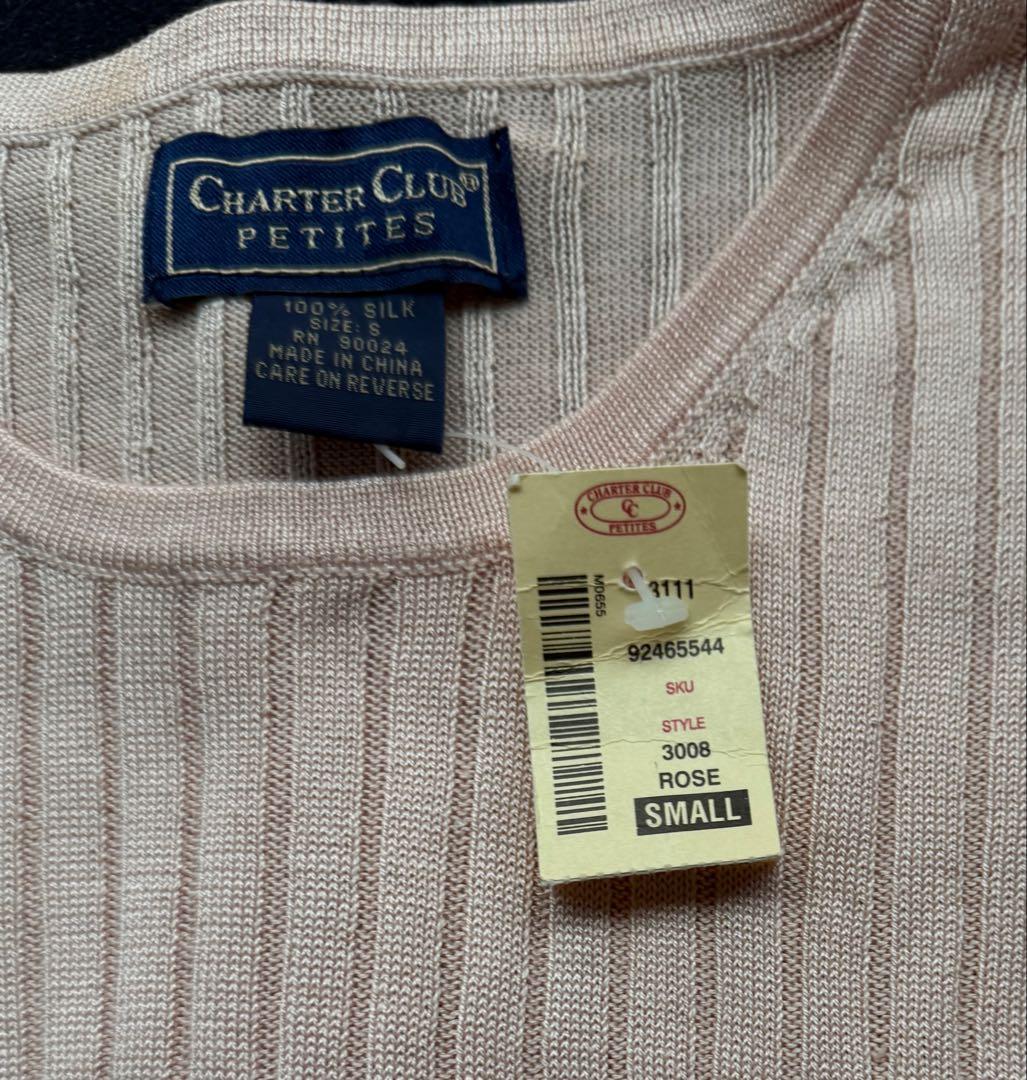 CHARTER CLUB®
PETITES
100% SILK
SIZE: S
RN 90024
MADE IN CHINA
CARE ON REVERSE
CHARTER CLUB
CC
PETITES
3111
M0655
92465544
SKU
STYLE
3008
ROSE
SMALL